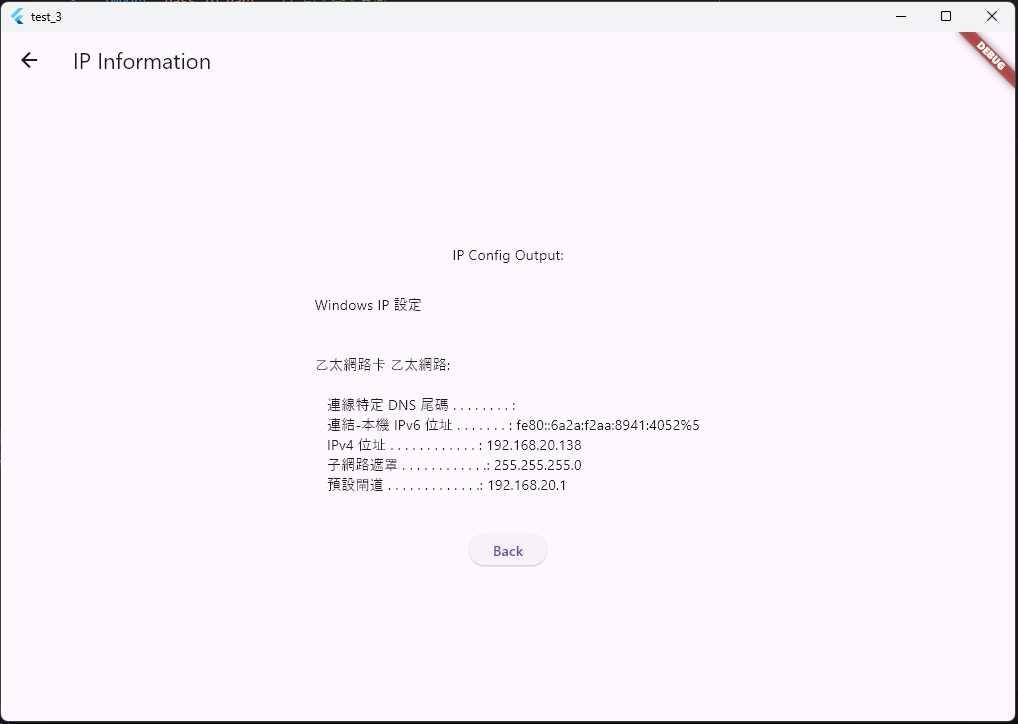 test_3
IP Information
DEBUG
IP Config Output:
Windows IP 設定
乙太網路卡 乙太網路:
連線特定 DNS 尾碼 . . . . . . . . :
連結-本機 IPv6 位址 . . . . . . . : fe80::6a2a:f2aa:8941:4052%5
IPv4 位址 . . . . . . . . . . . . : 192.168.20.138
子網路遮罩 . . . . . . . . . . . .: 255.255.255.0
預設閘道 . . . . . . . . . . . . .: 192.168.20.1
Back